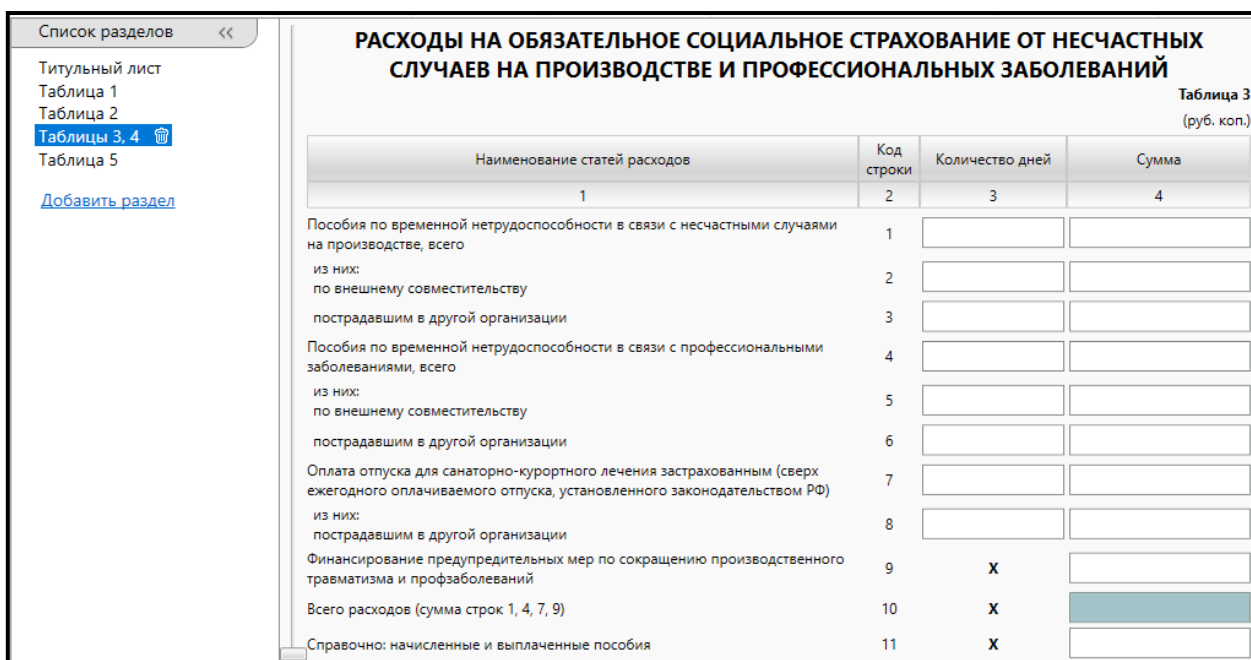 Список разделов <<
Титульный лист
Таблица 1
Таблица 2
Таблицы 3, 4
Таблица 5
Добавить раздел
РАСХОДЫ НА ОБЯЗАТЕЛЬНОЕ СОЦИАЛЬНОЕ СТРАХОВАНИЕ ОТ НЕСЧАСТНЫХ
СЛУЧАЕВ НА ПРОИЗВОДСТВЕ И ПРОФЕССИОНАЛЬНЫХ ЗАБОЛЕВАНИЙ
Таблица 3
(руб. коп.)
Наименование статей расходов
Код
строки
Количество дней
Сумма
1 2 3 4
Пособия по временной нетрудоспособности в связи с несчастными случаями
на производстве, всего
1
из них:
по внешнему совместительству
2
пострадавшим в другой организации 3
Пособия по временной нетрудоспособности в связи с профессиональными
заболеваниями, всего
4
из них:
по внешнему совместительству
5
пострадавшим в другой организации 6
Оплата отпуска для санаторно-курортного лечения застрахованным (сверх
ежегодного оплачиваемого отпуска, установленного законодательством РФ)
7
из них:
пострадавшим в другой организации
8
Финансирование предупредительных мер по сокращению производственного
травматизма и профзаболеваний
9 X
Всего расходов (сумма строк 1, 4, 7, 9) 10 X
Справочно: начисленные и выплаченные пособия 11 X